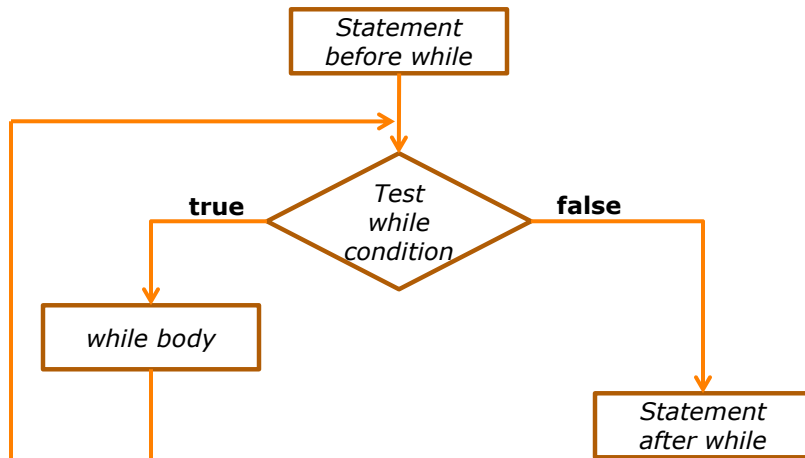 Statement
before while
true
Test
while
condition
false
while body
Statement
after while